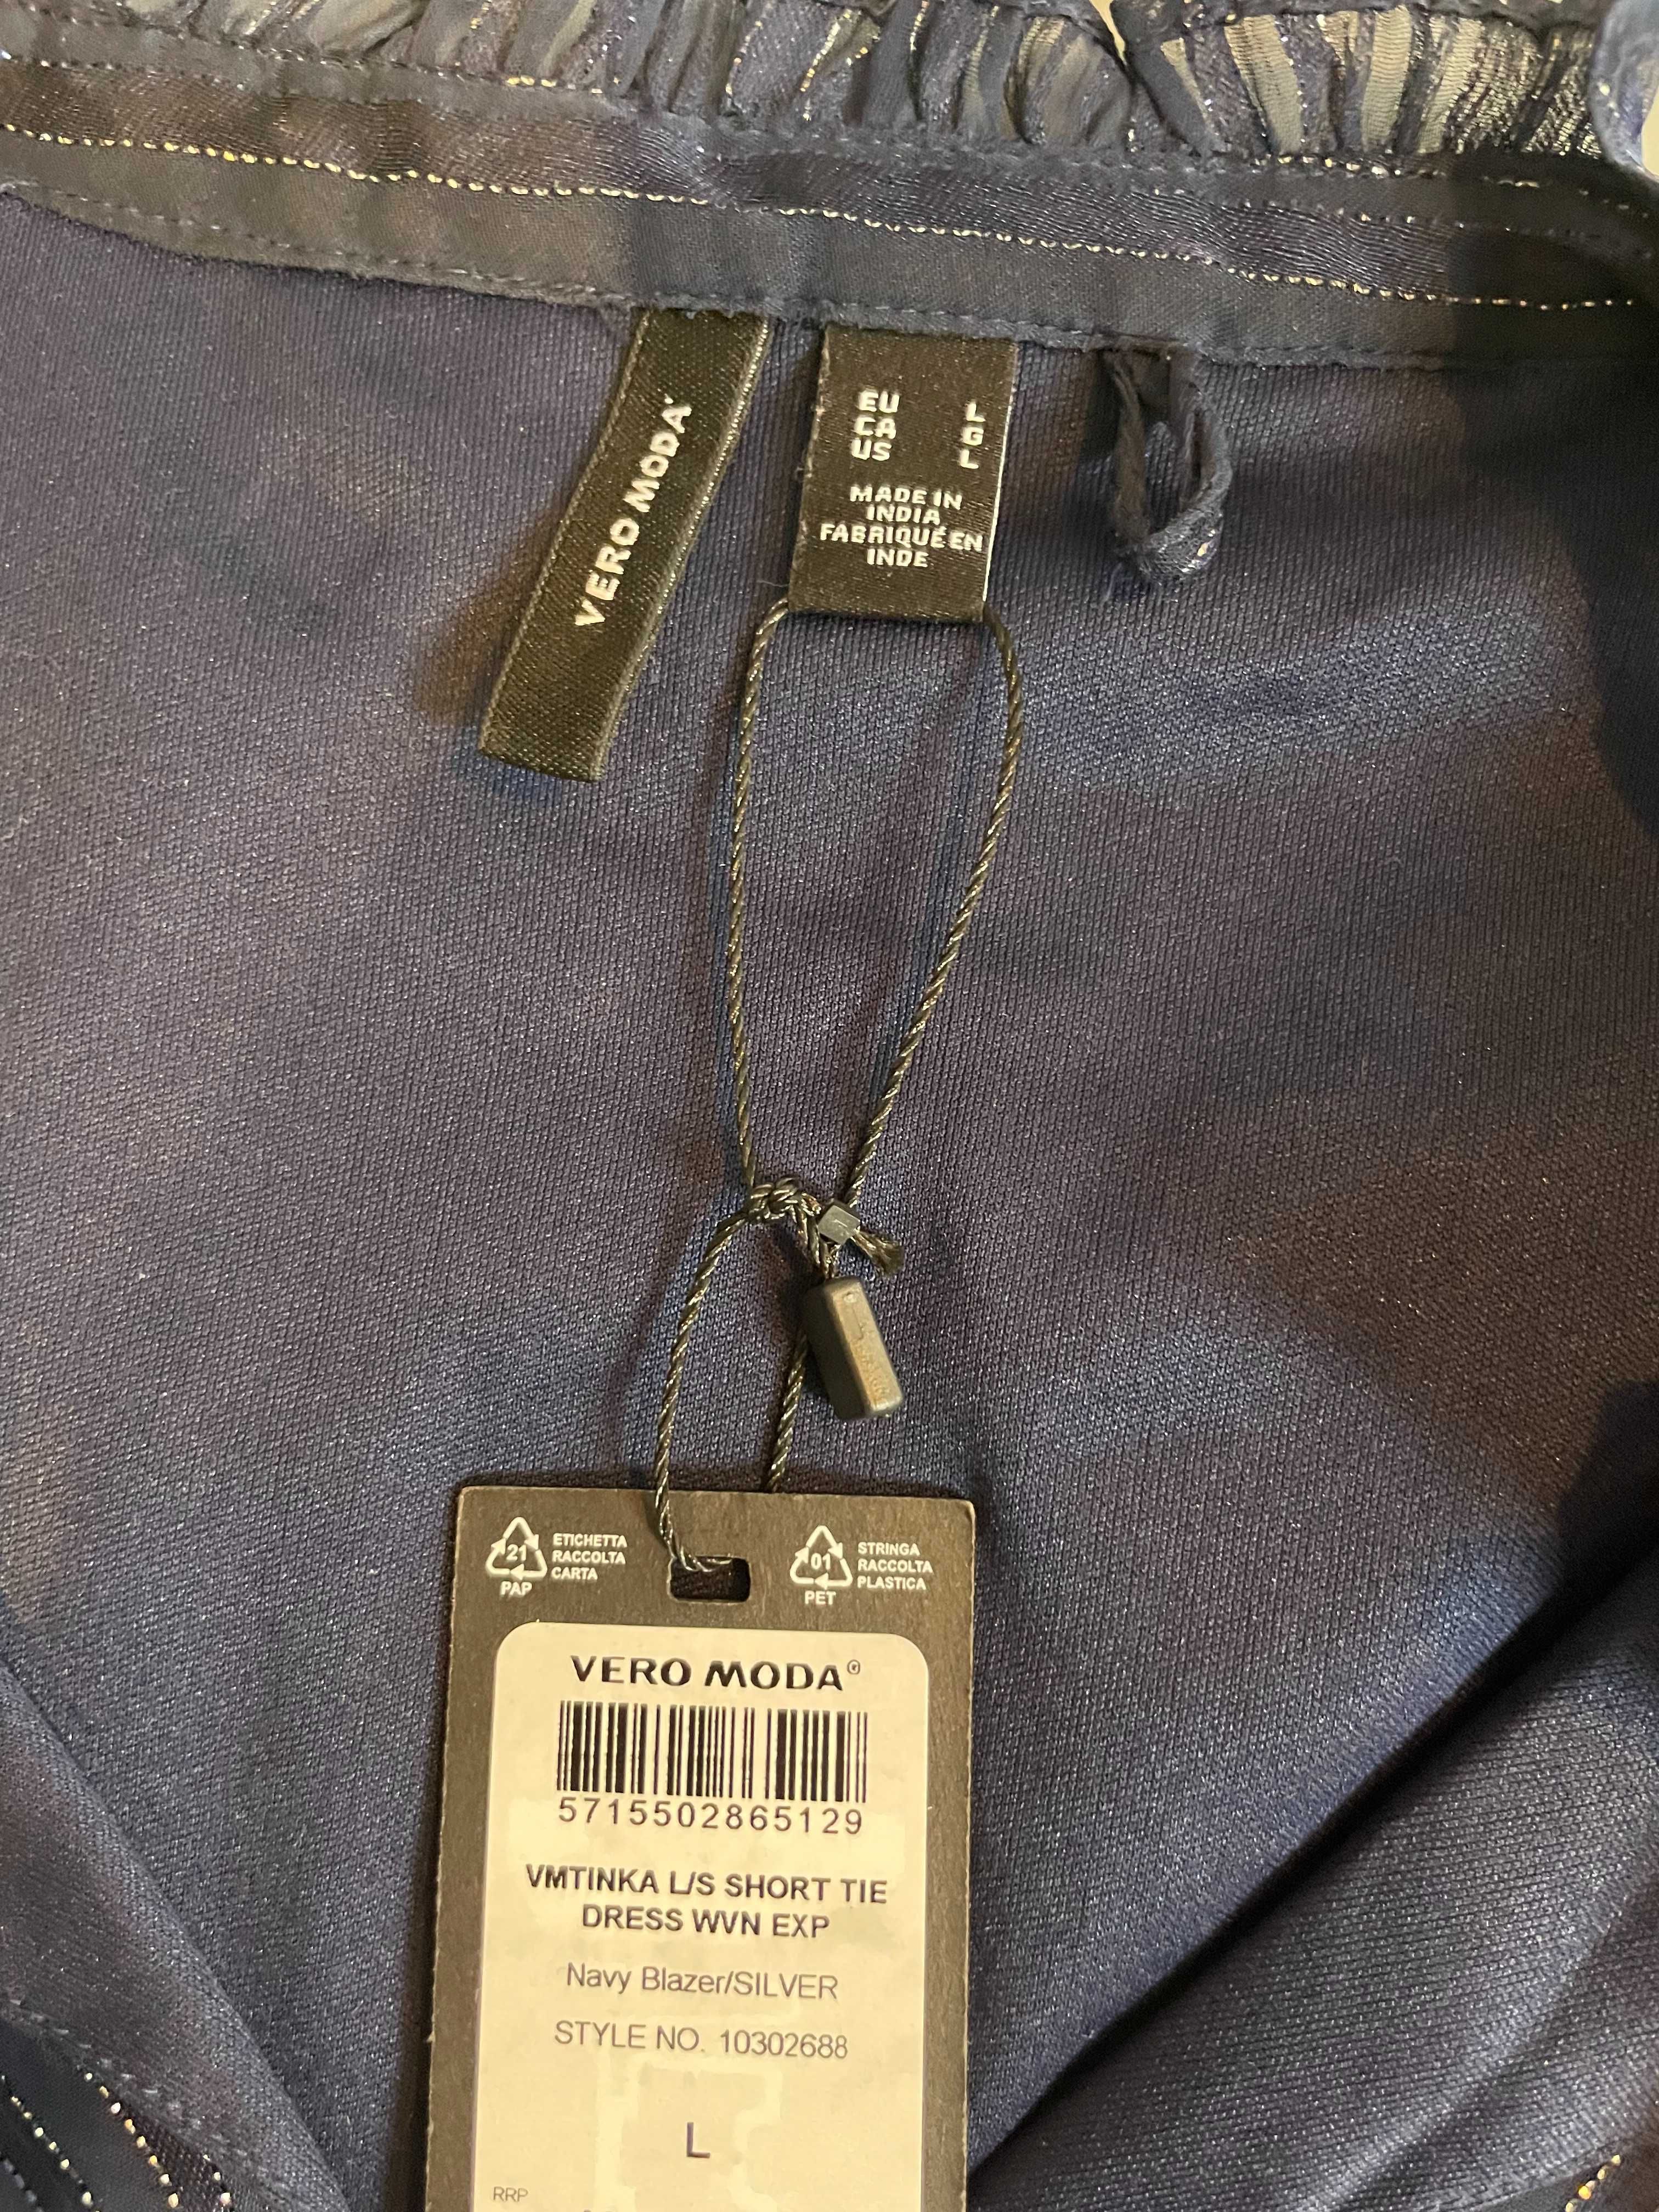 VERO MODA
EU L
CA G
US L
MADE IN
INDIA
FABRIQUÉ EN
INDE
21
PAP
ETICHETTA
RACCOLTA
CARTA
01
PET
STRINGA
RACCOLTA
PLASTICA
VERO MODA®
5715502865129
VMTINKA L/S SHORT TIE
DRESS WVN EXP
Navy Blazer/SILVER
STYLE NO. 10302688
L
RRP